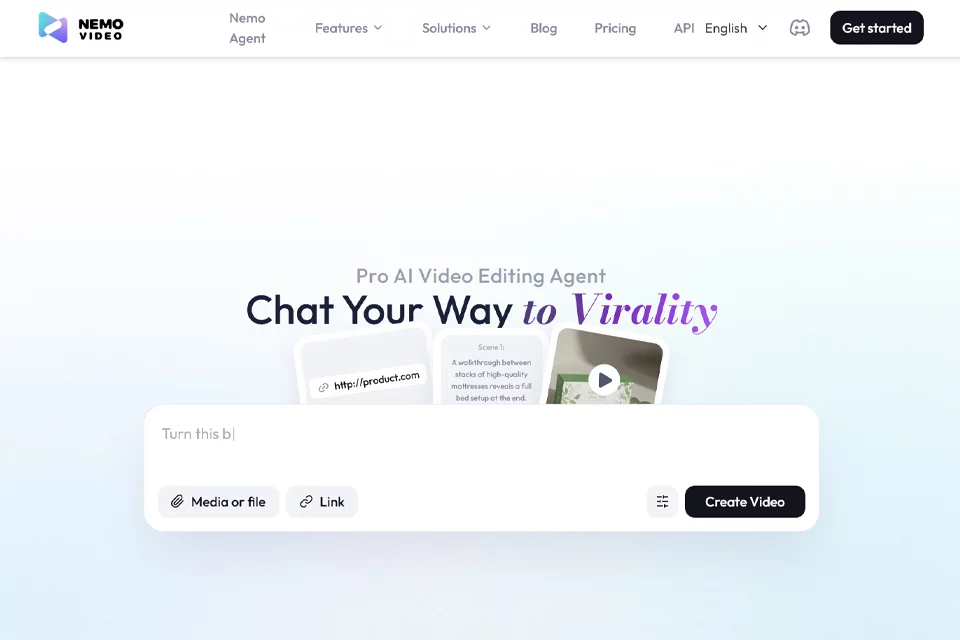 NEMO
VIDEO
Nemo
Agent
Features
Solutions
Blog
Pricing
API
English
Get started
Pro AI Video Editing Agent
Chat Your Way to Virality
http://product.com
Scene 1:
A walkthrough between
stacks of high-quality
mattresses reveals a full
bed setup at the end.
Turn this b|
Media or file
Link
Create Video